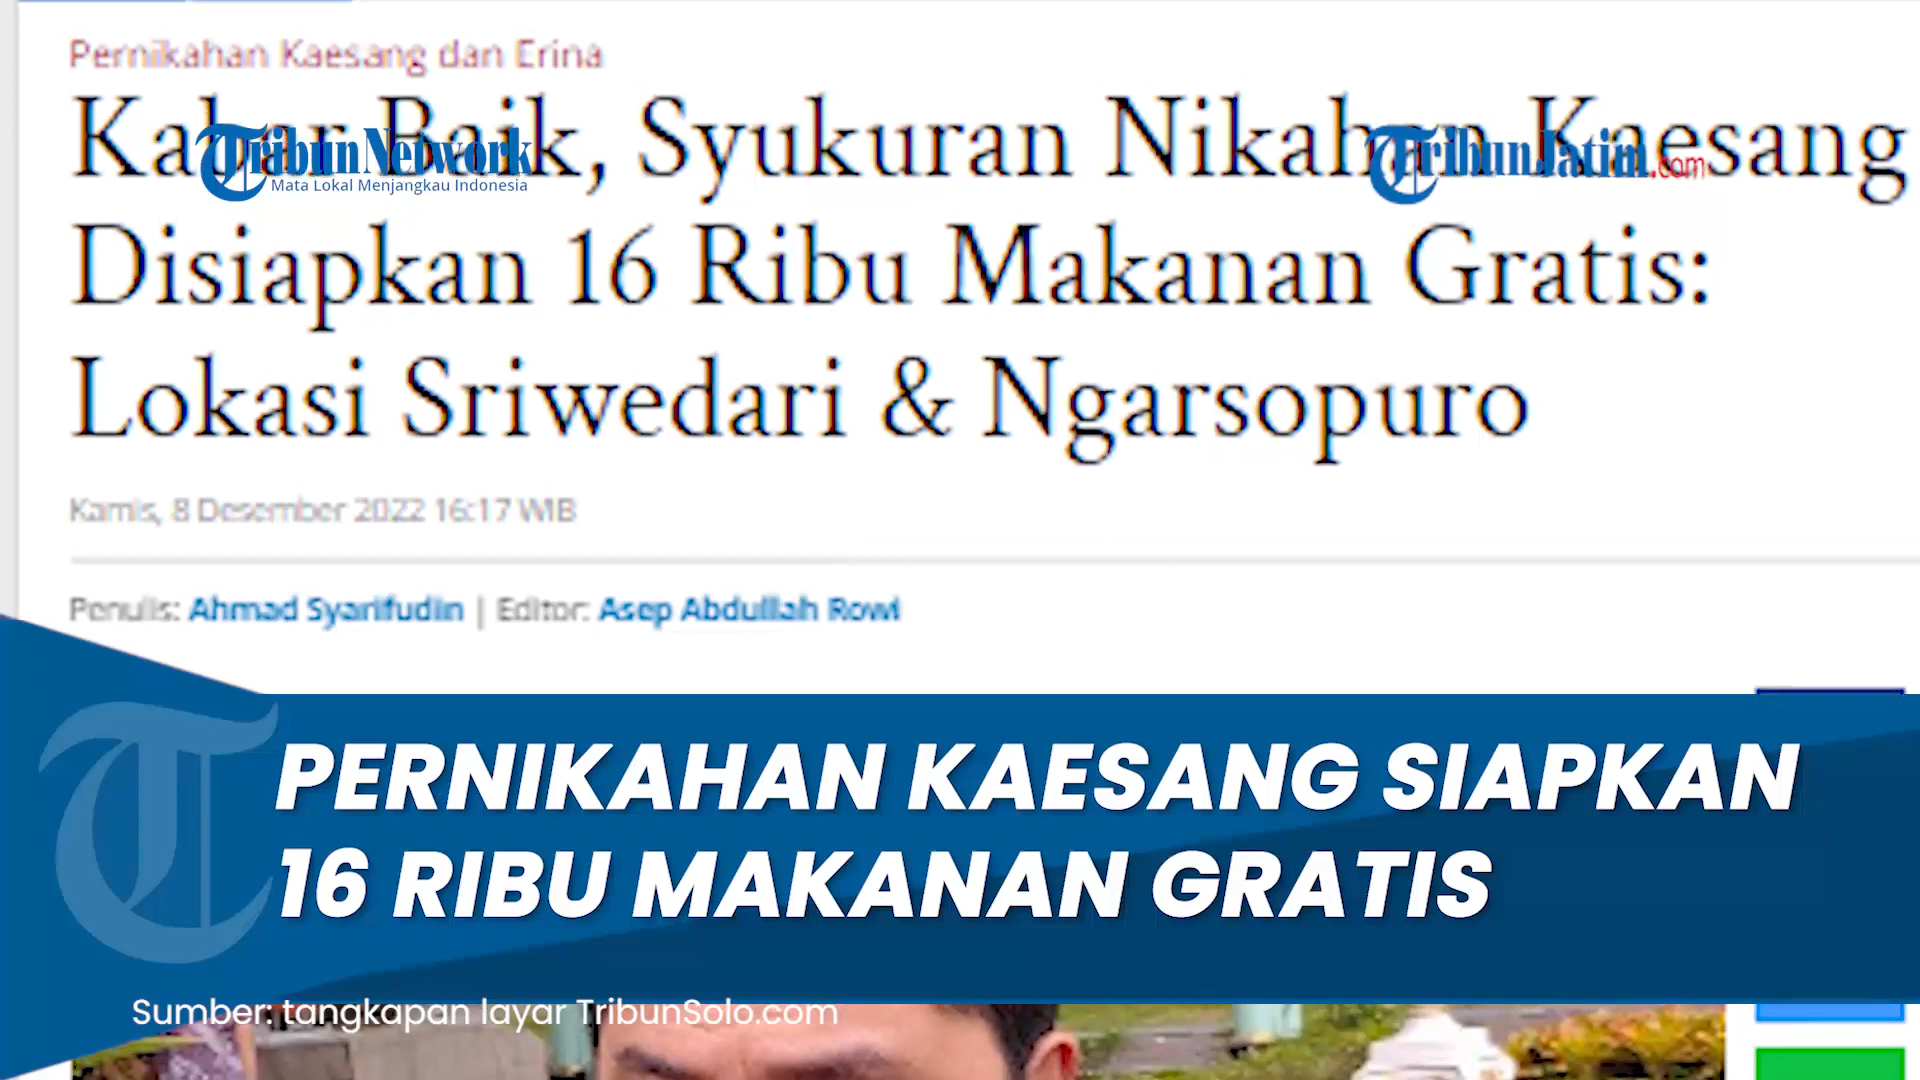 Pernikahan Kaesang dan Erina
Kabar Baik, Syukuran Nikahan Kaesang
Tribun Network
Mata Lokal Menjangkau Indonesia
TribunJatim.com
Disiapkan 16 Ribu Makanan Gratis:
Lokasi Sriwedari & Ngarsopuro
Kamis, 8 Desember 2022 16:17 WIB
Penulis: Ahmad Syarifudin | Editor: Asep Abdullah Rowi
PERNIKAHAN KAESANG SIAPKAN
16 RIBU MAKANAN GRATIS
Sumber: tangkapan layar TribunSolo.com